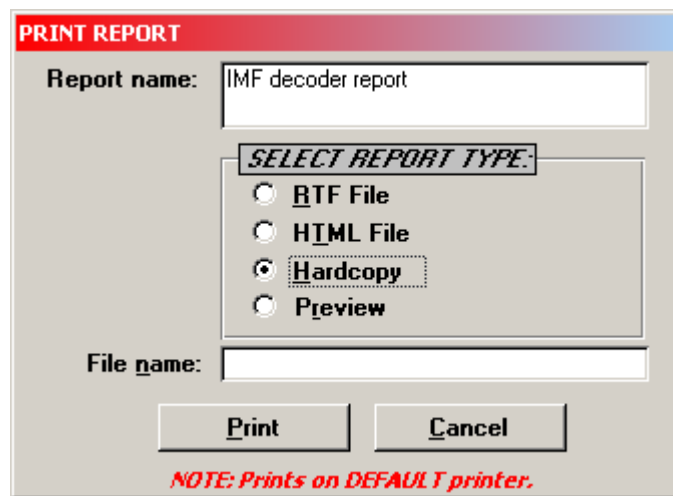 PRINT REPORT
Report name: IMF decoder report
SELECT REPORT TYPE:
RTF File
HTML File
Hardcopy
Preview
File name:
Print Cancel
NOTE: Prints on DEFAULT printer.